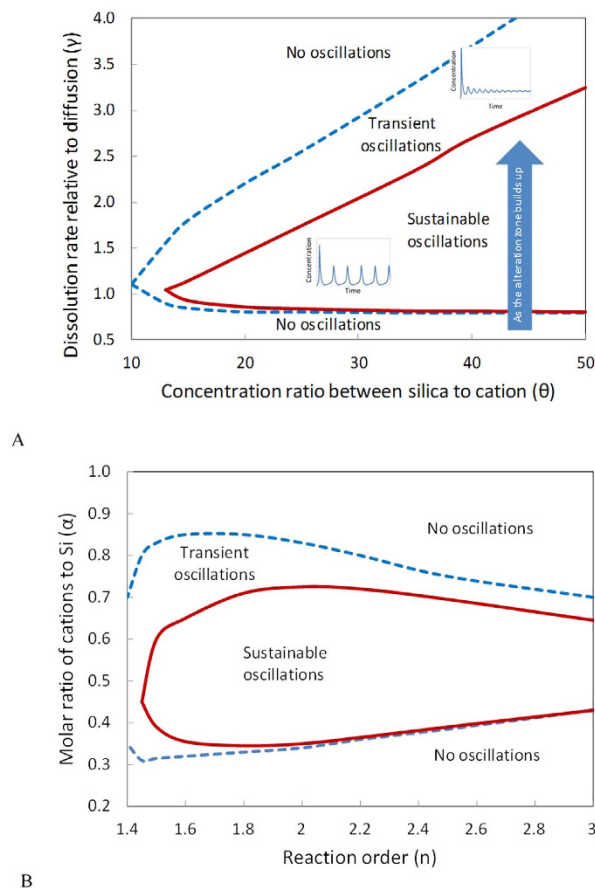 4.0
3.5
3.0
2.5
2.0
1.5
1.0
0.5
Dissolution rate relative to diffusion (γ)
No oscillations
Concentration
Time
Transient
oscillations
Sustainable
oscillations
As the alteration zone builds up
Concentration
Time
No oscillations
10 20 30 40 50
Concentration ratio between silica to cation (θ)
A
1.0
0.9
0.8
0.7
0.6
0.5
0.4
0.3
0.2
Molar ratio of cations to Si (α)
No oscillations
Transient
oscillations
Sustainable
oscillations
No oscillations
1.4 1.6 1.8 2 2.2 2.4 2.6 2.8 3
Reaction order (n)
B